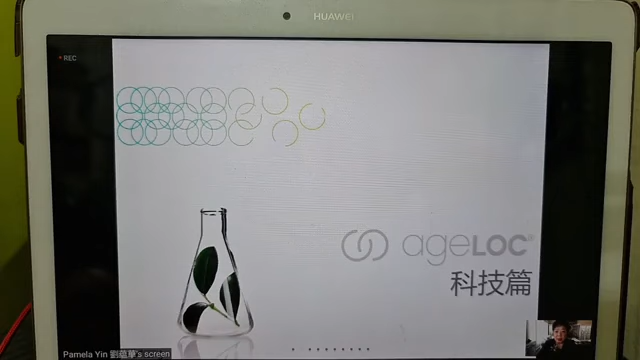 HUAWEI
REC
ageLOC®
科技篇
Pamela Yin 劉蘊華's screen